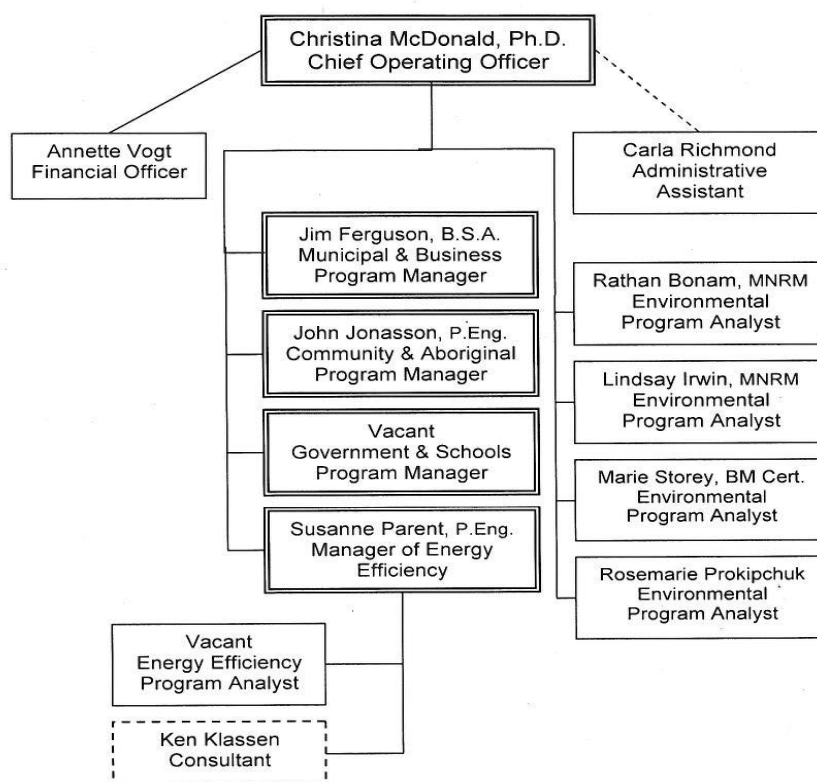 Christina McDonald, Ph.D.
Chief Operating Officer
Annette Vogt
Financial Officer
Carla Richmond
Administrative
Assistant
Jim Ferguson, B.S.A.
Municipal & Business
Program Manager
John Jonasson, P.Eng.
Community & Aboriginal
Program Manager
Vacant
Government & Schools
Program Manager
Susanne Parent, P.Eng.
Manager of Energy
Efficiency
Rathan Bonam, MNRM
Environmental
Program Analyst
Lindsay Irwin, MNRM
Environmental
Program Analyst
Marie Storey, BM Cert.
Environmental
Program Analyst
Rosemarie Prokipchuk
Environmental
Program Analyst
Vacant
Energy Efficiency
Program Analyst
Ken Klassen
Consultant